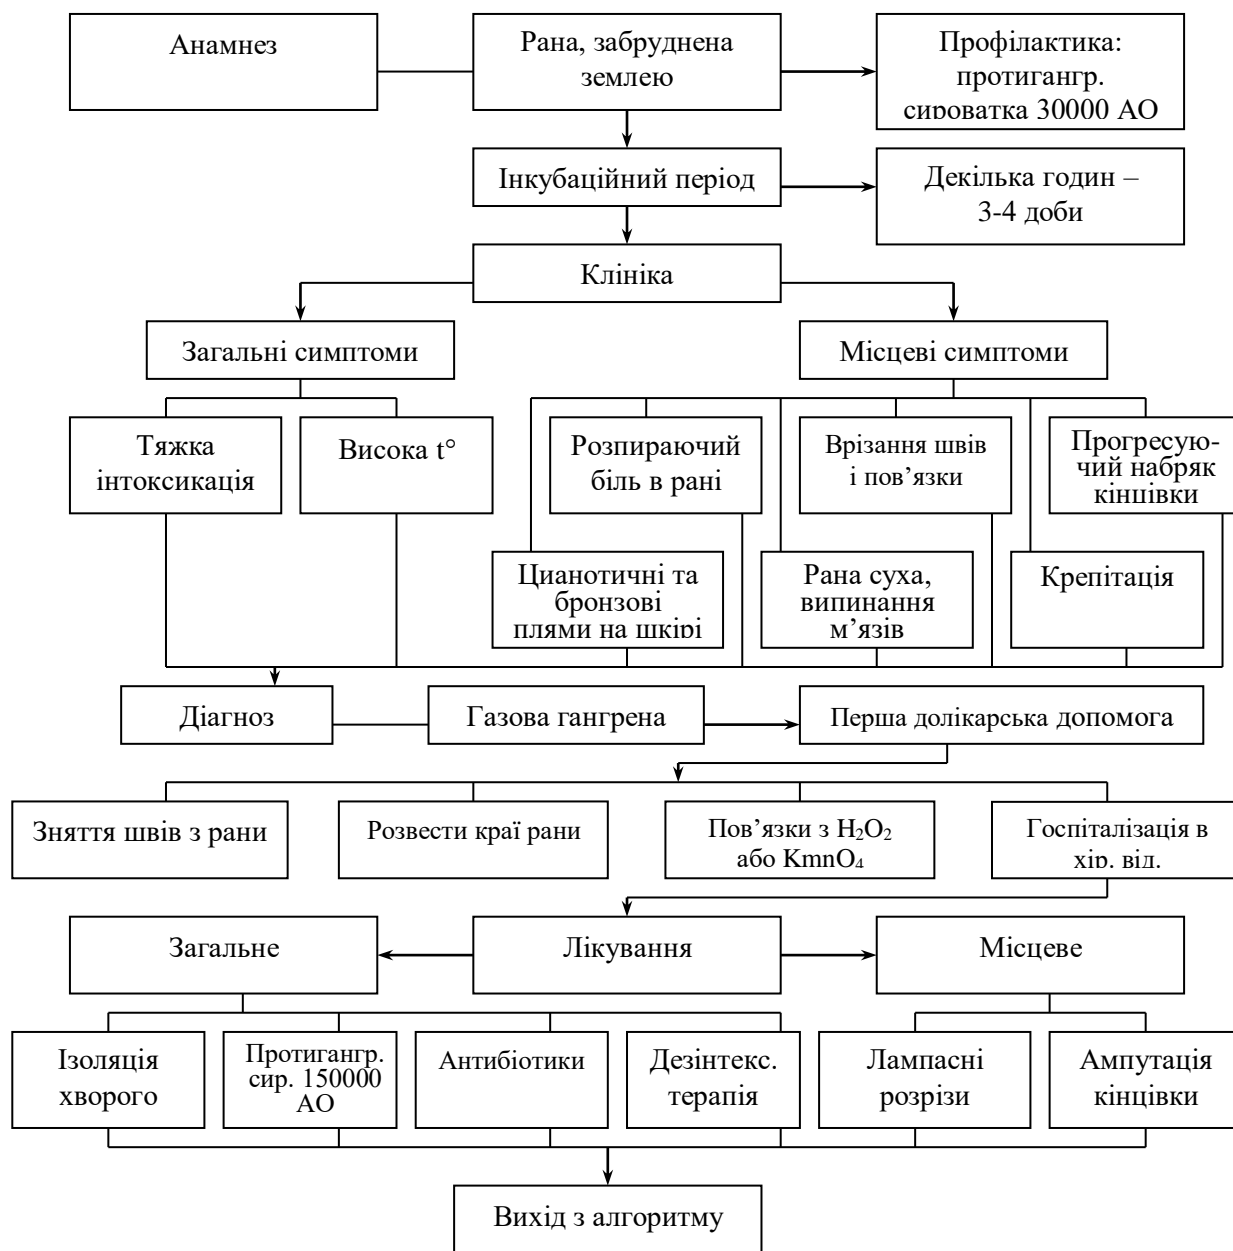 Анамнез
Рана, забруднена
землею
Профілактика:
протигангр.
сироватка 30000 АО
Інкубаційний період
Декілька годин –
3-4 доби
Клініка
Загальні симптоми
Місцеві симптоми
Тяжка
інтоксикація
Висока t°
Розпираючий
біль в рані
Врізання швів
і пов’язки
Прогресую-
чий набряк
кінцівки
Цианотичні та
бронзові
плями на шкірі
Рана суха,
випинання
м’язів
Крепітація
Діагноз
Газова гангрена
Перша долікарська допомога
Зняття швів з рани
Розвести краї рани
Пов’язки з H₂O₂
або KmnO₄
Госпіталізація в
хір. від.
Загальне
Лікування
Місцеве
Ізоляція
хворого
Протигангр.
сир. 150000
АО
Антибіотики
Дезінтекс.
терапія
Лампасні
розрізи
Ампутація
кінцівки
Вихід з алгоритму